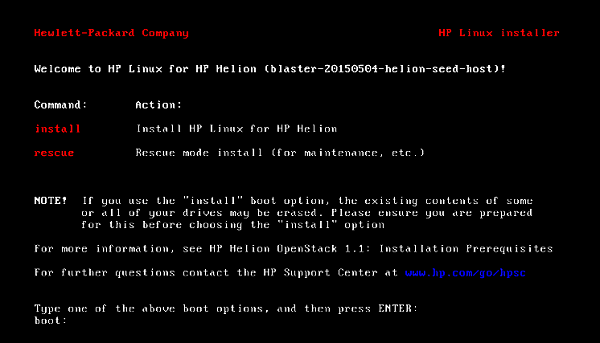 Hewlett-Packard Company HP Linux installer
Welcome to HP Linux for HP Helion (blaster-20150504-helion-seed-host)!
Command: Action:
install Install HP Linux for HP Helion
rescue Rescue mode install (for maintenance, etc.)
NOTE! If you use the "install" boot option, the existing contents of some
or all of your drives may be erased. Please ensure you are prepared
for this before choosing the "install" option
For more information, see HP Helion OpenStack 1.1: Installation Prerequisites
For further questions contact the HP Support Center at www.hp.com/go/hpsc
Type one of the above boot options, and then press ENTER:
boot: